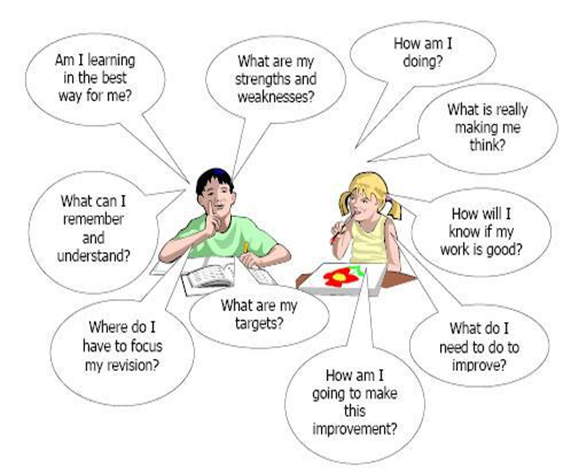 Am I learning
in the best
way for me?
What are my
strengths and
weaknesses?
How am I
doing?
What is really
making me
think?
What can I
remember
and
understand?
How will I
know if my
work is good?
What are my
targets?
Where do I
have to focus
my revision?
What do I
need to do to
improve?
How am I
going to make
this
improvement?